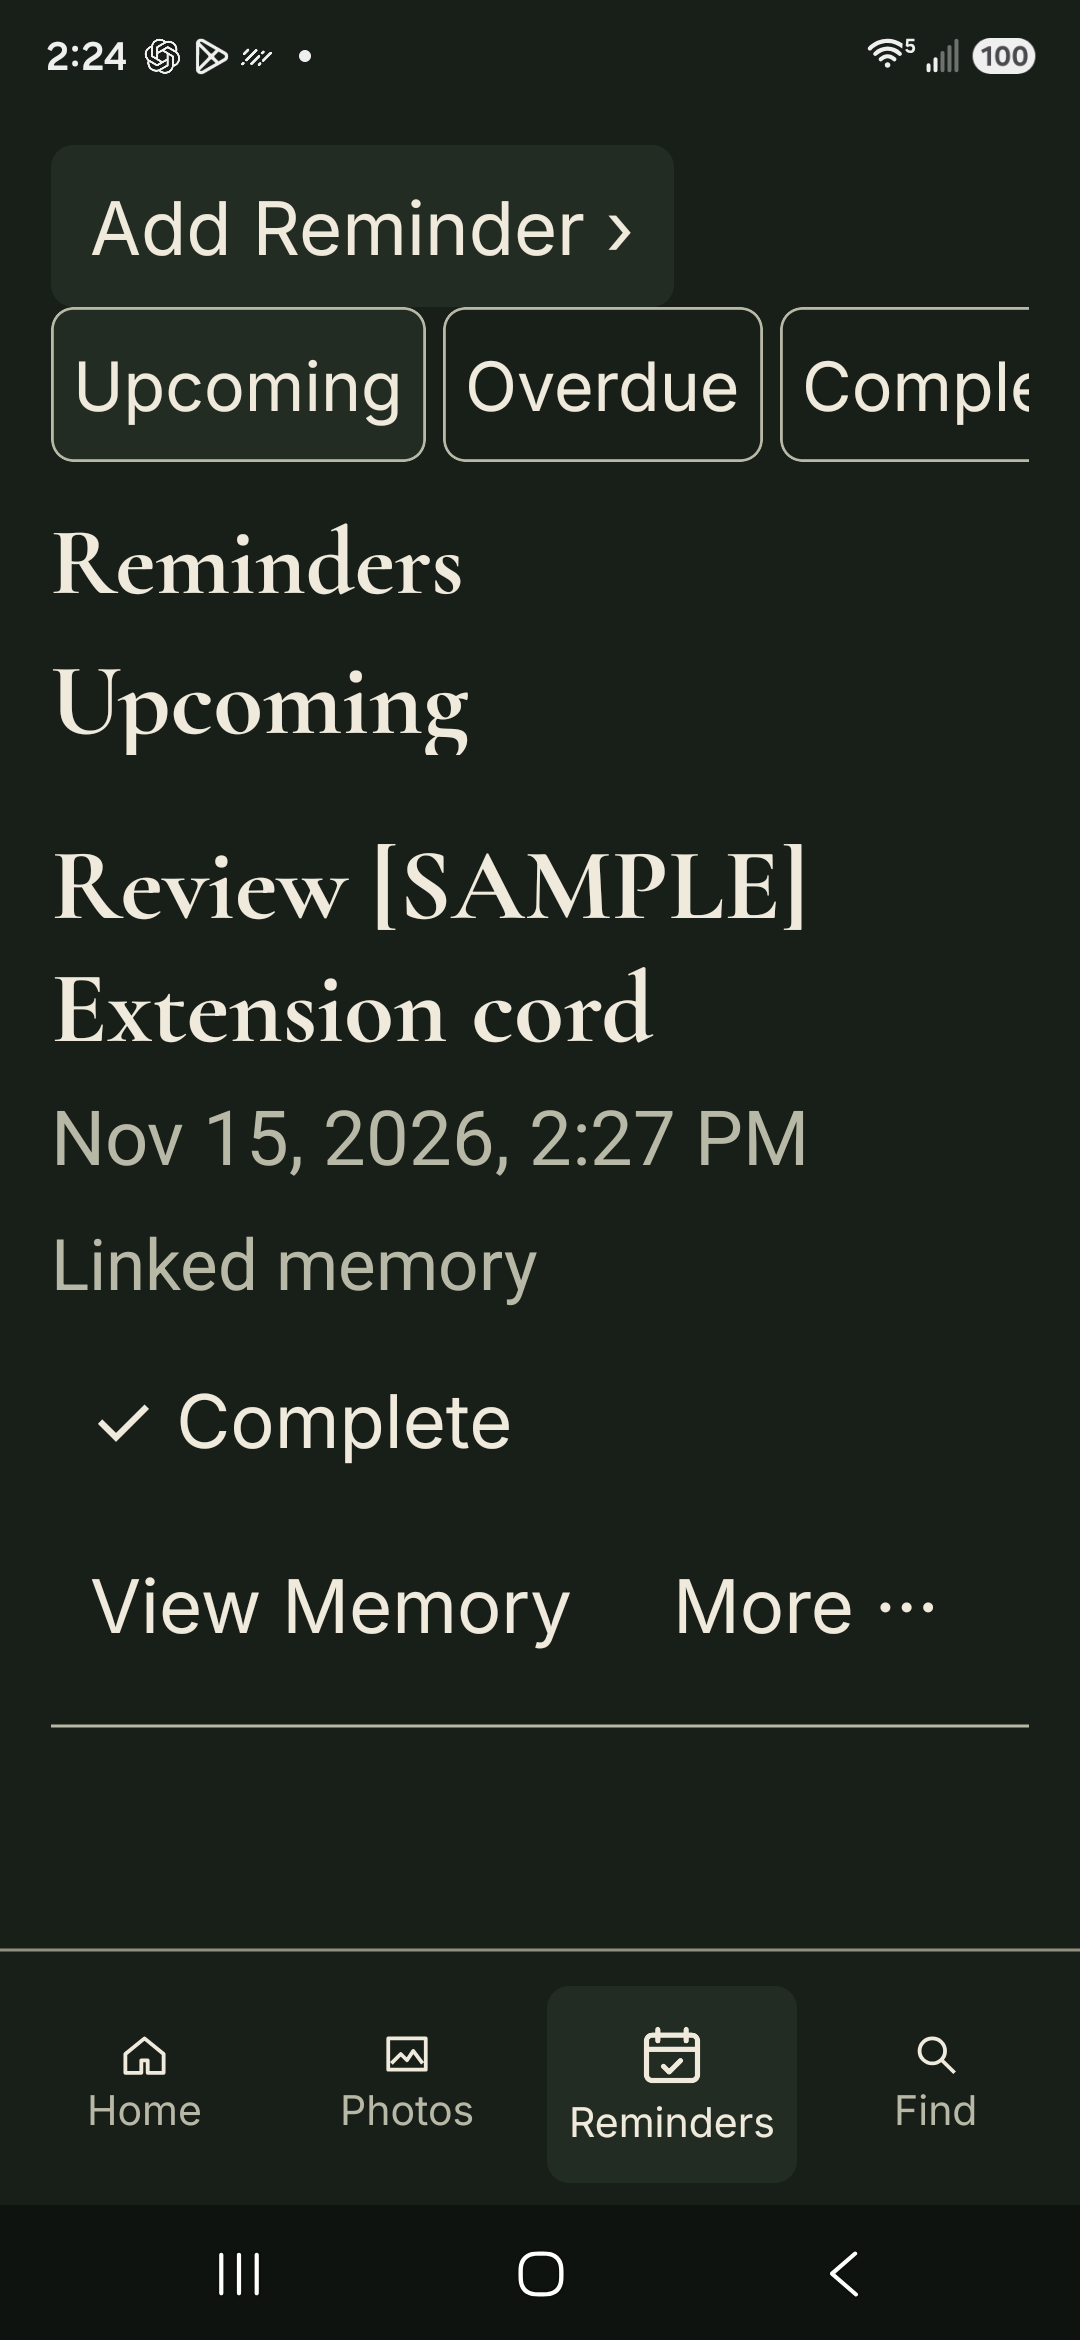 2:24
5
100
Add Reminder ›
Upcoming Overdue Comple
Reminders
Upcoming
Review [SAMPLE]
Extension cord
Nov 15, 2026, 2:27 PM
Linked memory
✓ Complete
View Memory More ···
Home Photos Reminders Find